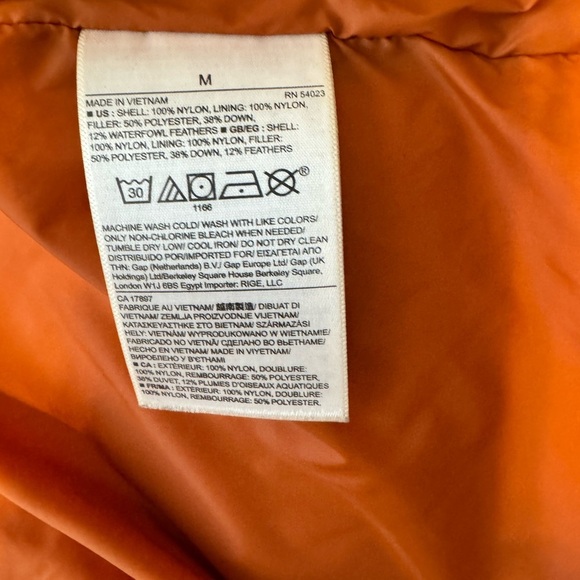 M
MADE IN VIETNAM RN 54023
■ US : SHELL: 100% NYLON, LINING: 100% NYLON,
FILLER: 50% POLYESTER, 38% DOWN,
12% WATERFOWL FEATHERS ■ GB/EG : SHELL:
100% NYLON, LINING: 100% NYLON, FILLER:
50% POLYESTER, 38% DOWN, 12% FEATHERS
30 ®
1166
MACHINE WASH COLD/ WASH WITH LIKE COLORS/
ONLY NON-CHLORINE BLEACH WHEN NEEDED/
TUMBLE DRY LOW/ COOL IRON/ DO NOT DRY CLEAN
DISTRIBUIDO POR/IMPORTED FOR/ ΕΙΣΑΓΕΤΑΙ ΑΠΟ
ΤΗΝ: Gap (Netherlands) B.V./ Gap Europe Ltd/ Gap (UK
Holdings) Ltd/Berkeley Square House Berkeley Square,
London W1J 6BS Egypt Importer: RIGE, LLC
CA 17897
FABRIQUE AU VIETNAM/ 越南製造/ DIBUAT DI
VIETNAM/ ZEMLJA PROIZVODNJE VIJETNAM/
ΚΑΤΑΣΚΕΥΑΣΤΗΚΕ ΣΤΟ ΒΙΕΤΝΑΜ/ SZÁRMAZÁSI
HELY: VIETNÁM/ WYPRODUKOWANO W WIETNAMIE/
FABRICADO NO VIETNÃ/ СДЕЛАНО ВО ВЬЕТНАМЕ/
HECHO EN VIETNAM/ MADE IN VIYETNAM/
ВИРОБЛЕНО У В'ЄТНАМІ
■ CA : EXTÉRIEUR: 100% NYLON, DOUBLURE:
100% NYLON, REMBOURRAGE: 50% POLYESTER,
38% DUVET, 12% PLUMES D'OISEAUX AQUATIQUES
■ FR/MA : EXTÉRIEUR: 100% NYLON, DOUBLURE:
100% NYLON, REMBOURRAGE: 50% POLYESTER,